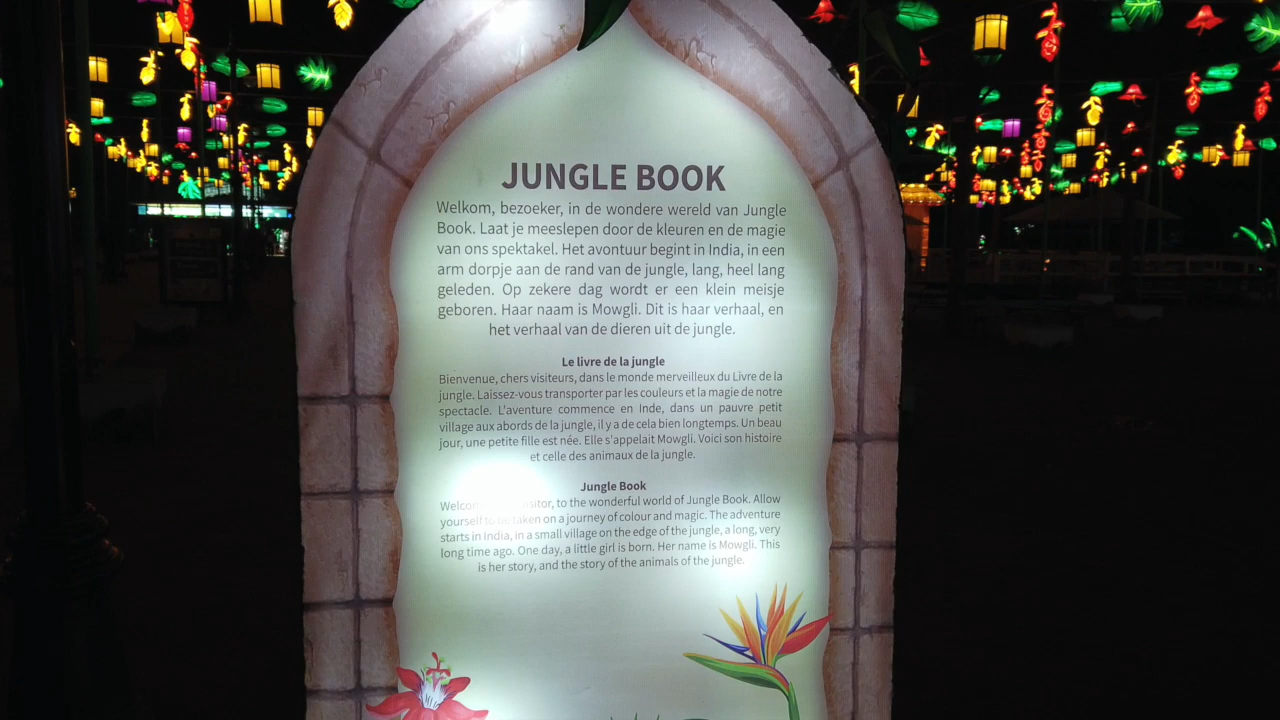 JUNGLE BOOK
Welkom, bezoeker, in de wondere wereld van Jungle
Book. Laat je meeslepen door de kleuren en de magie
van ons spektakel. Het avontuur begint in India, in een
arm dorpje aan de rand van de jungle, lang, heel lang
geleden. Op zekere dag wordt er een klein meisje
geboren. Haar naam is Mowgli. Dit is haar verhaal, en
het verhaal van de dieren uit de jungle.
Le livre de la jungle
Bienvenue, chers visiteurs, dans le monde merveilleux du Livre de la
jungle. Laissez-vous transporter par les couleurs et la magie de notre
spectacle. L'aventure commence en Inde, dans un pauvre petit
village aux abords de la jungle, il y a de cela bien longtemps. Un beau
jour, une petite fille est née. Elle s'appelait Mowgli. Voici son histoire
et celle des animaux de la jungle.
Jungle Book
to the wonderful world of Jungle Book. Allow
yourself to be taken on a journey of colour and magic. The adventure
starts in India, in a small village on the edge of the jungle, a long, very
long time ago. One day, a little girl is born. Her name is Mowgli. This
is her story, and the story of the animals of the jungle.